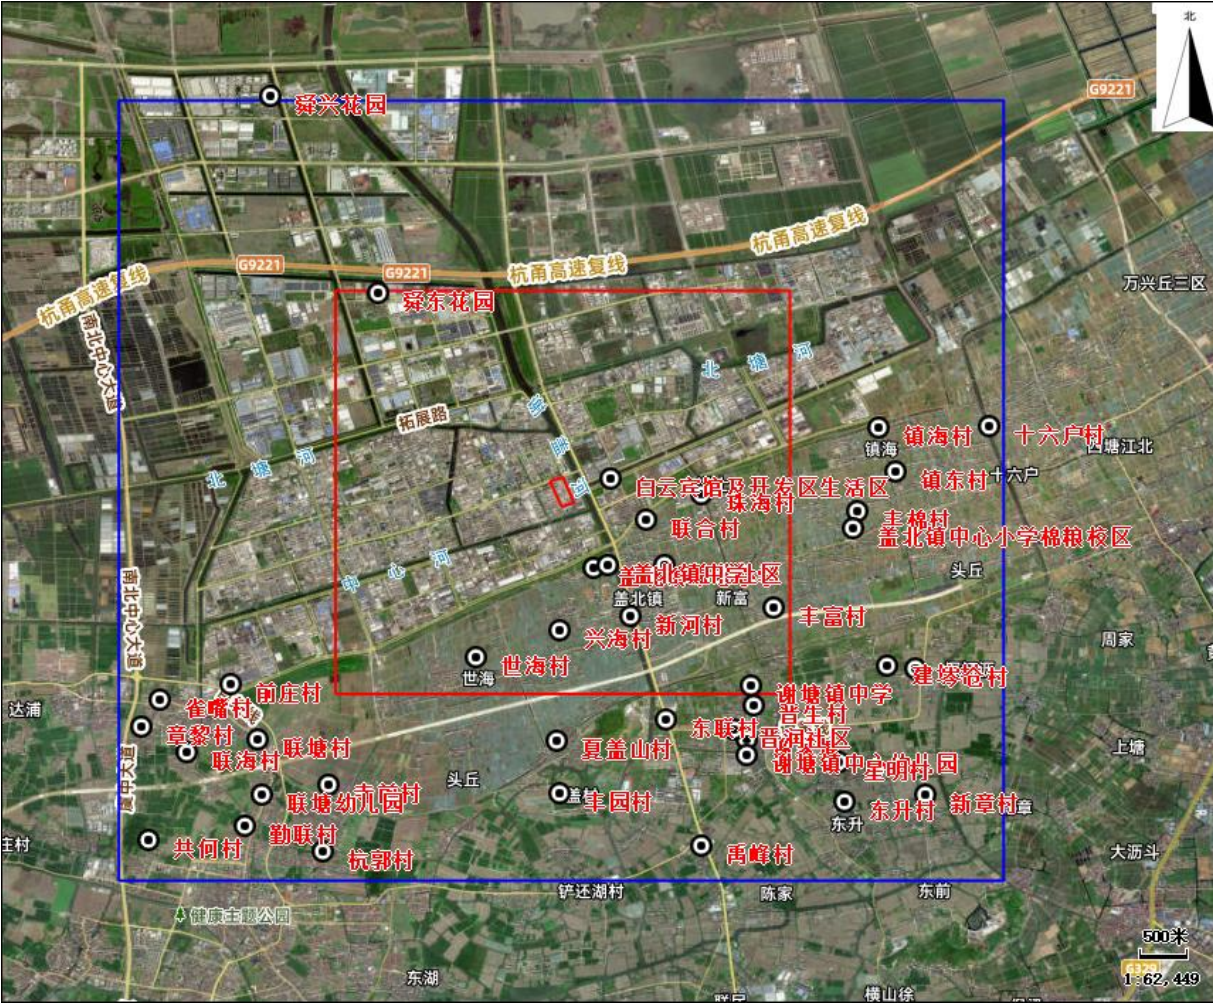 北
G9221
舜兴花园
杭甬高速复线
G9221
G9221
杭甬高速复线
杭甬高速复线
万兴丘三区
舜东花园
南北中心大道
北塘河
拓展路
镇海村
十六户村
镇海
西塘江北
北塘河
盖
河
十六户
镇东村
白云宾馆及开发区生活区
珠海村
丰棉村
联合村
盖北镇中心小学棉粮校区
中心河
头丘
盖北镇中学
社区
盖北镇
新富
南北中心大道
丰富村
新河村
兴海村
周家
世海村
世海
前庄村
谢塘镇中学
达浦
雀嘴村
晋生村
章黎村
东联村
联塘村
夏盖山村
上塘
联海村
谢塘镇中心幼儿园
头丘
联塘幼儿园
丰园村
新章村
东升村
东升
勤联村
共何村
庄村
杭郭村
禹峰村
大沥斗
铲还湖村
陈家
东前
健康主题公园
500米
东湖
G329
1:62,449
横山徐